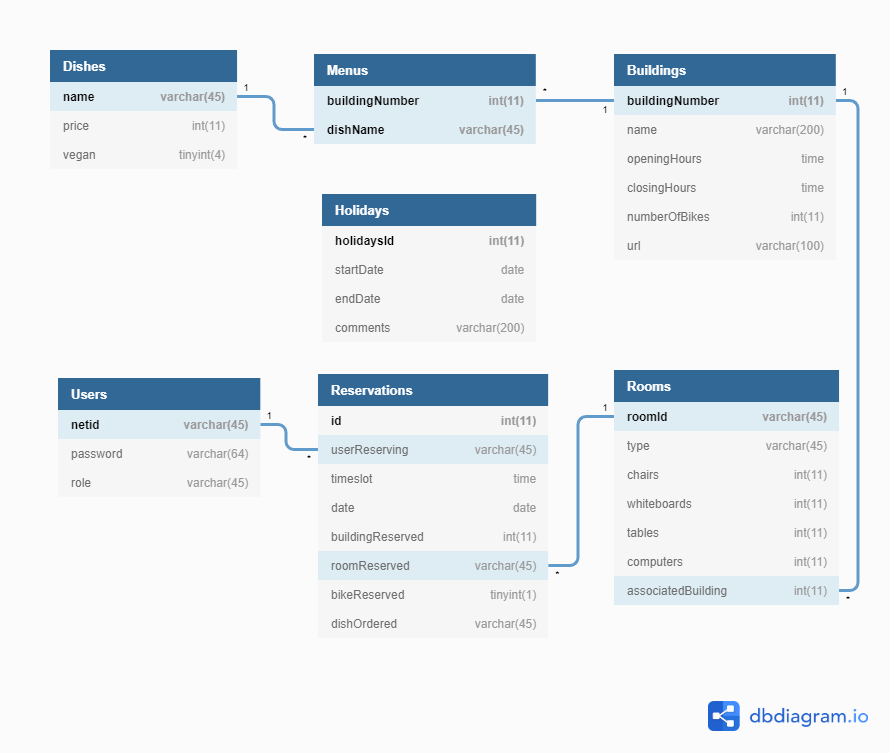 Dishes
name varchar(45)
price int(11)
vegan tinyint(4)
1
*
Menus
buildingNumber int(11)
dishName varchar(45)
*
1
Buildings
buildingNumber int(11)
name varchar(200)
openingHours time
closingHours time
numberOfBikes int(11)
url varchar(100)
1
Holidays
holidaysId int(11)
startDate date
endDate date
comments varchar(200)
Users
netid varchar(45)
password varchar(64)
role varchar(45)
1
*
Reservations
id int(11)
userReserving varchar(45)
timeslot time
date date
buildingReserved int(11)
roomReserved varchar(45)
bikeReserved tinyint(1)
dishOrdered varchar(45)
*
1
Rooms
roomId varchar(45)
type varchar(45)
chairs int(11)
whiteboards int(11)
tables int(11)
computers int(11)
associatedBuilding int(11)
*
dbdiagram.io